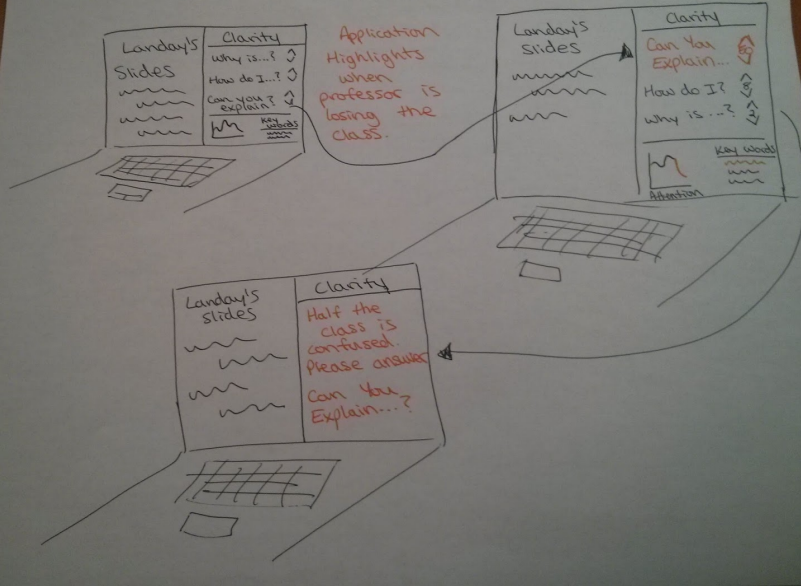 Landay's
Slides
Clarity
Why is...?
How do I...?
Can you
explain?
Key
words
Application
Highlights
when
professor is
losing the
class.
Landay's
slides
Clarity
Can You
Explain...
How do I?
8
why is...?
2
Key Words
Attention
Landay's
slides
Clarity
Half the
class is
confused.
Please answer
Can You
Explain...?